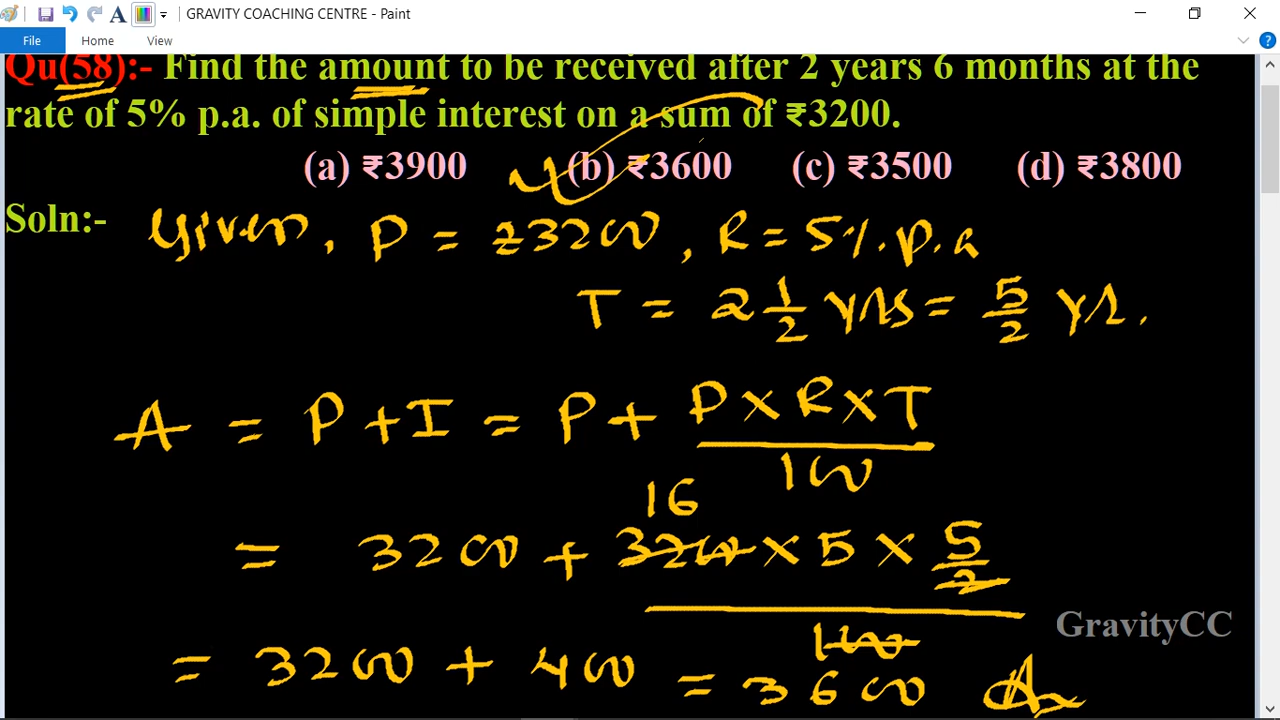 GRAVITY COACHING CENTRE - Paint
File Home View
Qu(58):- Find the amount to be received after 2 years 6 months at the
rate of 5% p.a. of simple interest on a sum of ₹3200.
(a) ₹3900 (b) ₹3600 (c) ₹3500 (d) ₹3800
Soln:- Given, P = ₹3200, R = 5%.p.a
T = 2 1/2 yrs = 5/2 yr.
A = P + I = P + P × R × T / 100
16
= 3200 + 3200 × 5 × 5/2 / 100
GravityCC
= 3200 + 400 = 3600 A